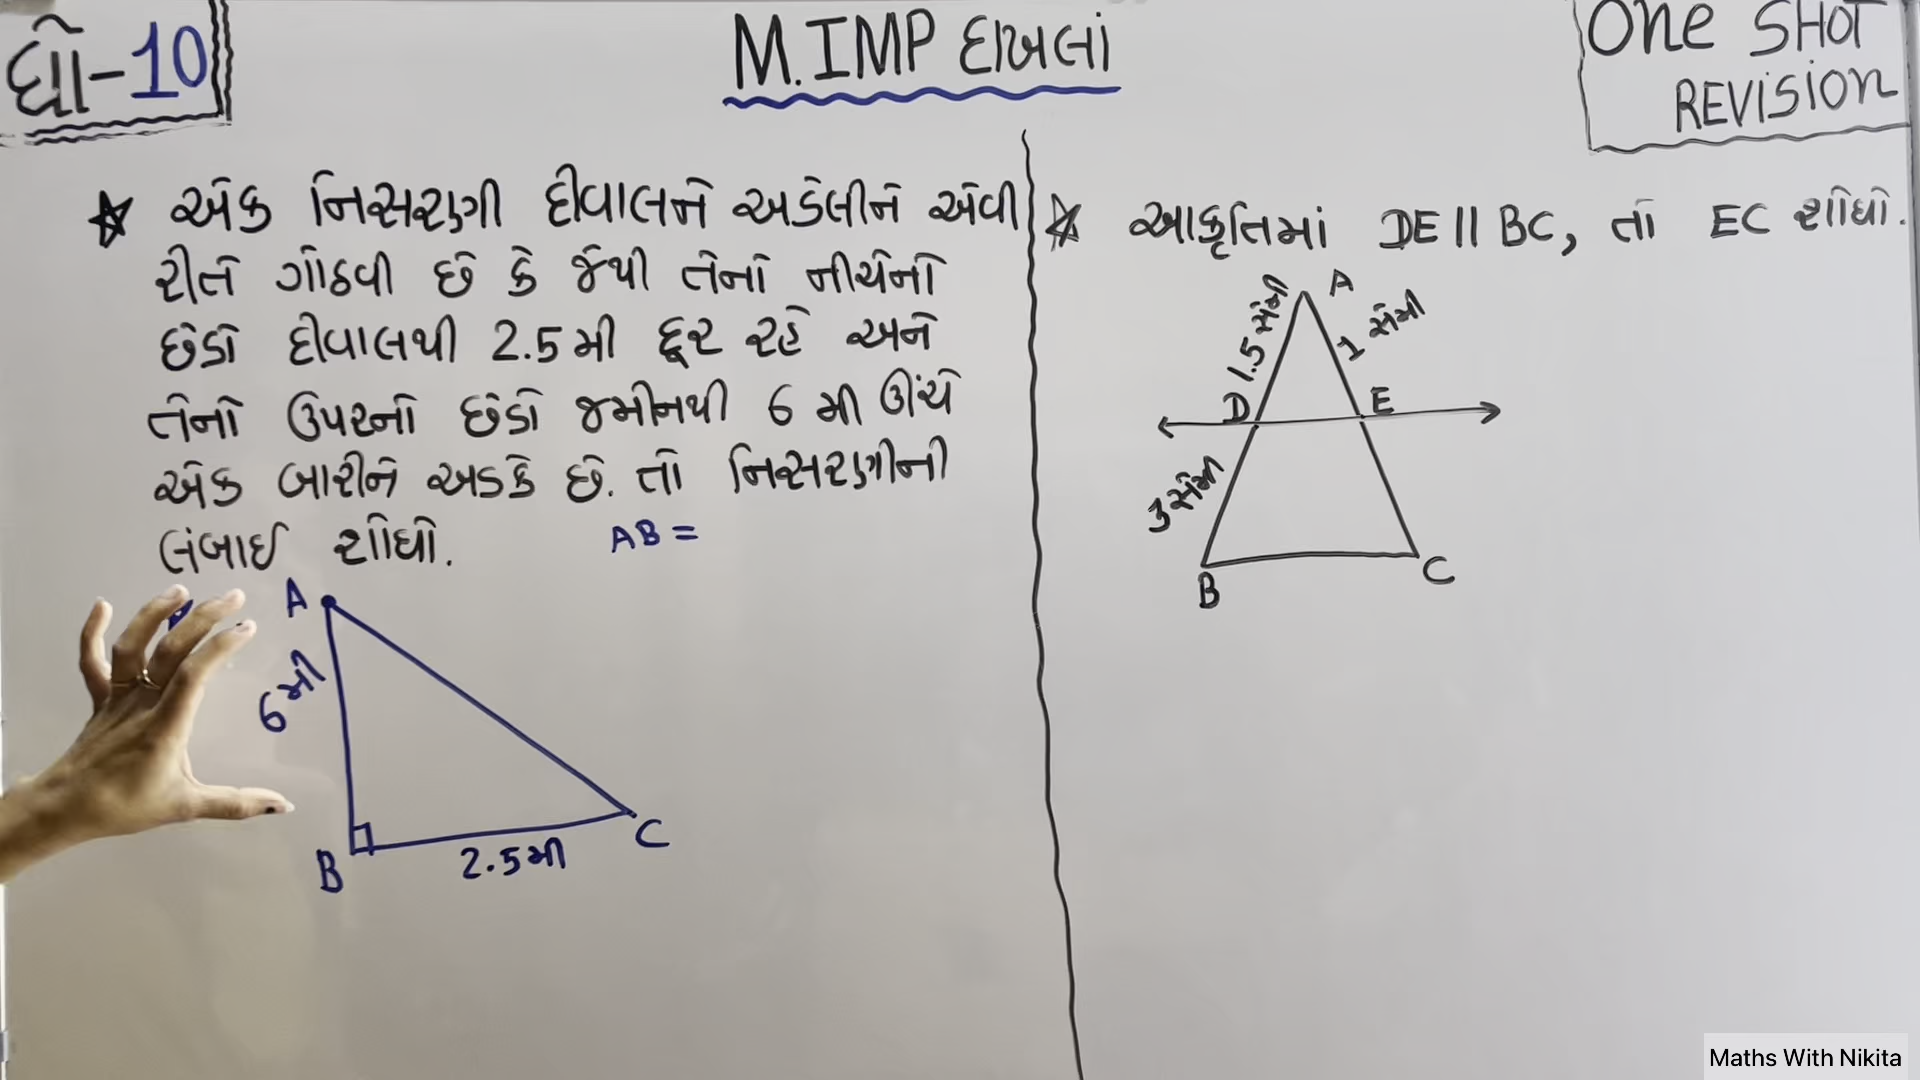 ધો-10
M.IMP દાખલાં
One SHOT
REVISION
એક નિસરણી દીવાલને અડેલીને એવી
રીતે ગોઠવી છે કે જેથી તેનો નીચેનો
છેડો દીવાલથી 2.5 મી દૂર રહે અને
તેનો ઉપરનો છેડો જમીનથી 6 મી ઊંચે
એક બારીને અડકે છે. તો નિસરણીની
લંબાઈ શોધો.
AB =
A
6 મી
B
2.5 મી
C
આકૃતિમાં DE || BC, તો EC શોધો.
A
1.5 સેમી
1 સેમી
D
E
3 સેમી
B
C
Maths With Nikita